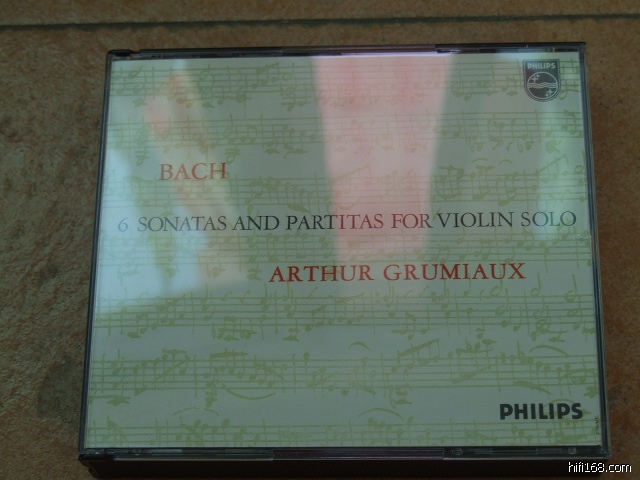 PHILIPS
BACH
6 SONATAS AND PARTITAS FOR VIOLIN SOLO
ARTHUR GRUMIAUX
PHILIPS
hifi168.com